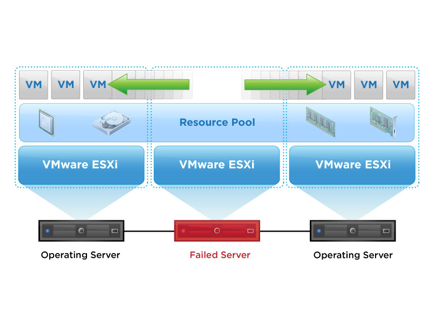 VM VM VM VM VM VM
Resource Pool
VMware ESXi VMware ESXi VMware ESXi
Operating Server Failed Server Operating Server